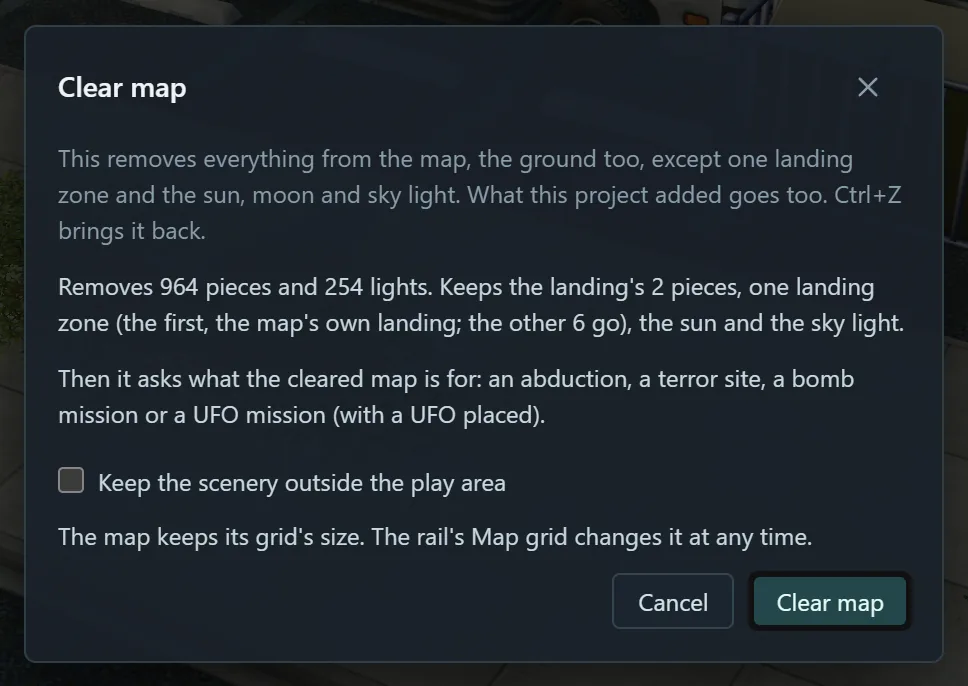 Clear map
This removes everything from the map, the ground too, except one landing
zone and the sun, moon and sky light. What this project added goes too. Ctrl+Z
brings it back.
Removes 964 pieces and 254 lights. Keeps the landing's 2 pieces, one landing
zone (the first, the map's own landing; the other 6 go), the sun and the sky light.
Then it asks what the cleared map is for: an abduction, a terror site, a bomb
mission or a UFO mission (with a UFO placed).
Keep the scenery outside the play area
The map keeps its grid's size. The rail's Map grid changes it at any time.
Cancel
Clear map